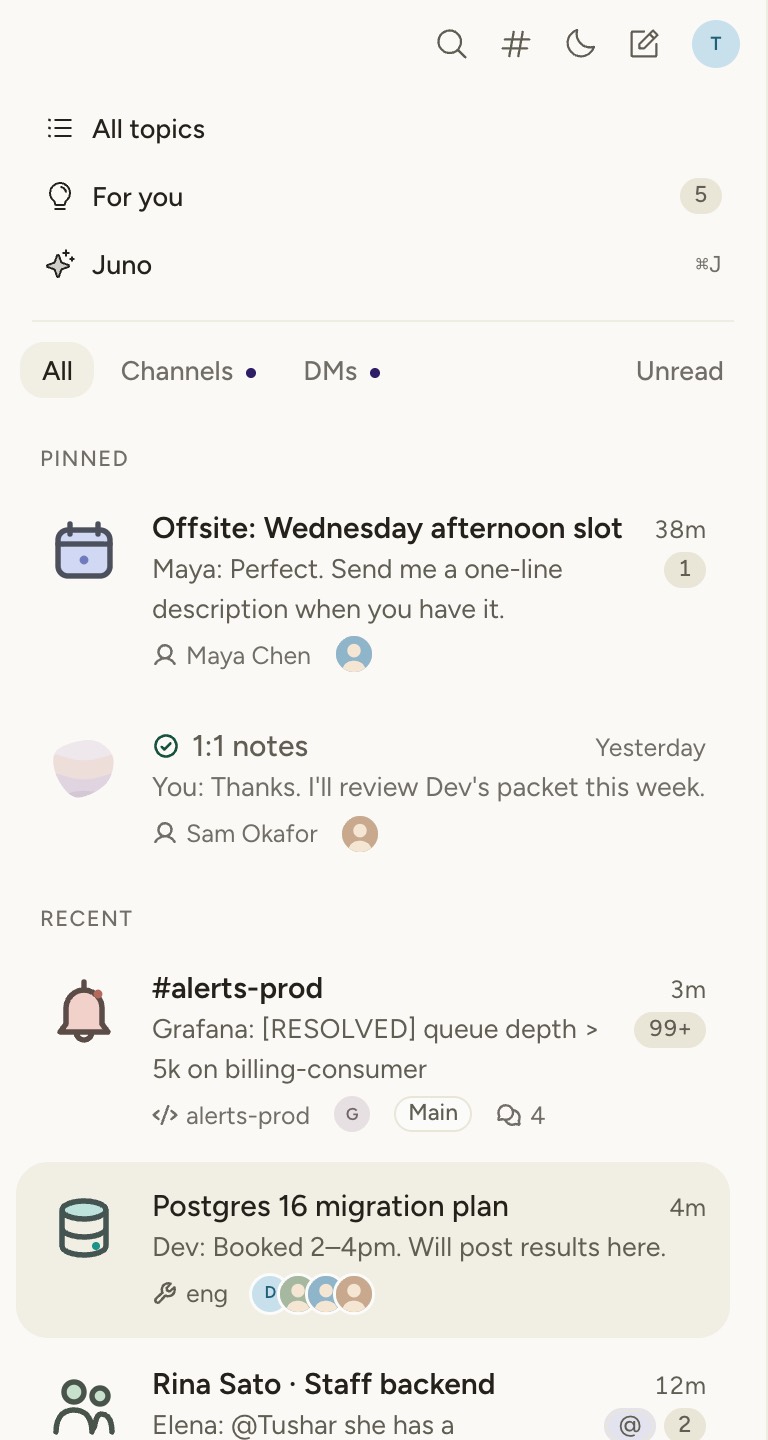 T
All topics
For you 5
Juno ⌘J
All Channels DMs Unread
PINNED
Offsite: Wednesday afternoon slot 38m
Maya: Perfect. Send me a one-line 1
description when you have it.
Maya Chen
1:1 notes Yesterday
You: Thanks. I'll review Dev's packet this week.
Sam Okafor
RECENT
#alerts-prod 3m
Grafana: [RESOLVED] queue depth > 99+
5k on billing-consumer
alerts-prod G Main 4
Postgres 16 migration plan 4m
Dev: Booked 2–4pm. Will post results here.
eng D
Rina Sato · Staff backend 12m
Elena: @Tushar she has a @ 2